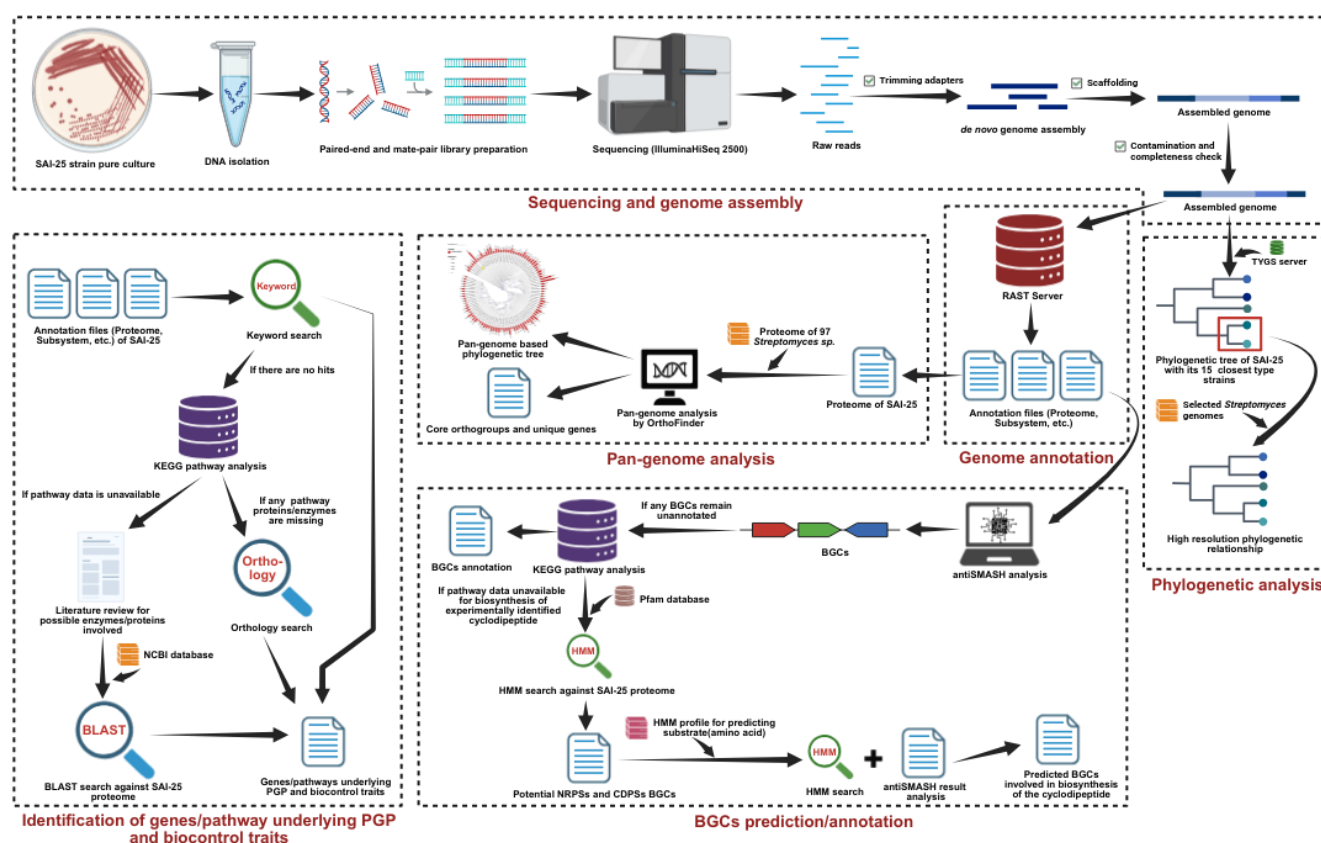 SAI-25 strain pure culture
DNA isolation
Paired-end and mate-pair library preparation
Sequencing (IlluminaHiSeq 2500)
Raw reads
Trimming adapters
de novo genome assembly
Scaffolding
Assembled genome
Contamination and
completeness check
Assembled genome
Sequencing and genome assembly
Annotation files (Proteome,
Subsystem, etc.) of SAI-25
Keyword
Keyword search
If there are no hits
KEGG pathway analysis
If pathway data is unavailable
If any pathway
proteins/enzymes
are missing
Literature review for
possible enzymes/proteins
involved
Ortho-
logy
Orthology search
NCBI database
BLAST
BLAST search against SAI-25
proteome
Genes/pathways underlying
PGP and biocontrol traits
Identification of genes/pathway underlying PGP
and biocontrol traits
Pan-genome based
phylogenetic tree
Core orthogroups and unique genes
Pan-genome analysis
by OrthoFinder
Proteome of 97
Streptomyces sp.
Proteome of SAI-25
Pan-genome analysis
RAST Server
Annotation files (Proteome,
Subsystem, etc.)
Genome annotation
TYGS server
Phylogenetic tree of SAI-25
with its 15 closest type
strains
Selected Streptomyces
genomes
High resolution phylogenetic
relationship
Phylogenetic analysis
BGCs annotation
KEGG pathway analysis
If any BGCs remain
unannotated
BGCs
antiSMASH analysis
If pathway data unavailable
for biosynthesis of
experimentally identified
cyclodipeptide
Pfam database
HMM
HMM search against SAI-25 proteome
Potential NRPSs and CDPSs BGCs
HMM profile for predicting
substrate(amino acid)
HMM
HMM search
antiSMASH result
analysis
Predicted BGCs
involved in biosynthesis
of the cyclodipeptide
BGCs prediction/annotation